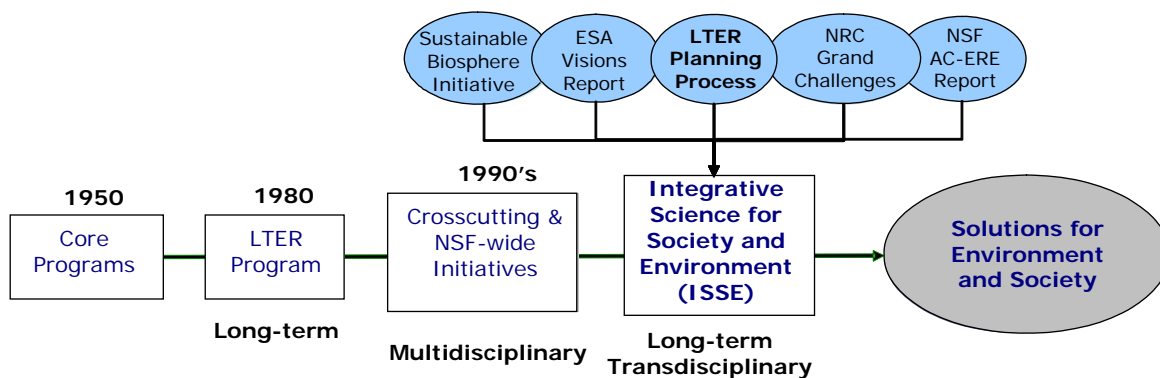 Sustainable
Biosphere
Initiative
ESA
Visions
Report
LTER
Planning
Process
NRC
Grand
Challenges
NSF
AC-ERE
Report
1950
Core
Programs
1980
LTER
Program
Long-term
1990's
Crosscutting &
NSF-wide
Initiatives
Multidisciplinary
Integrative
Science for
Society and
Environment
(ISSE)
Long-term
Transdisciplinary
Solutions for
Environment
and Society